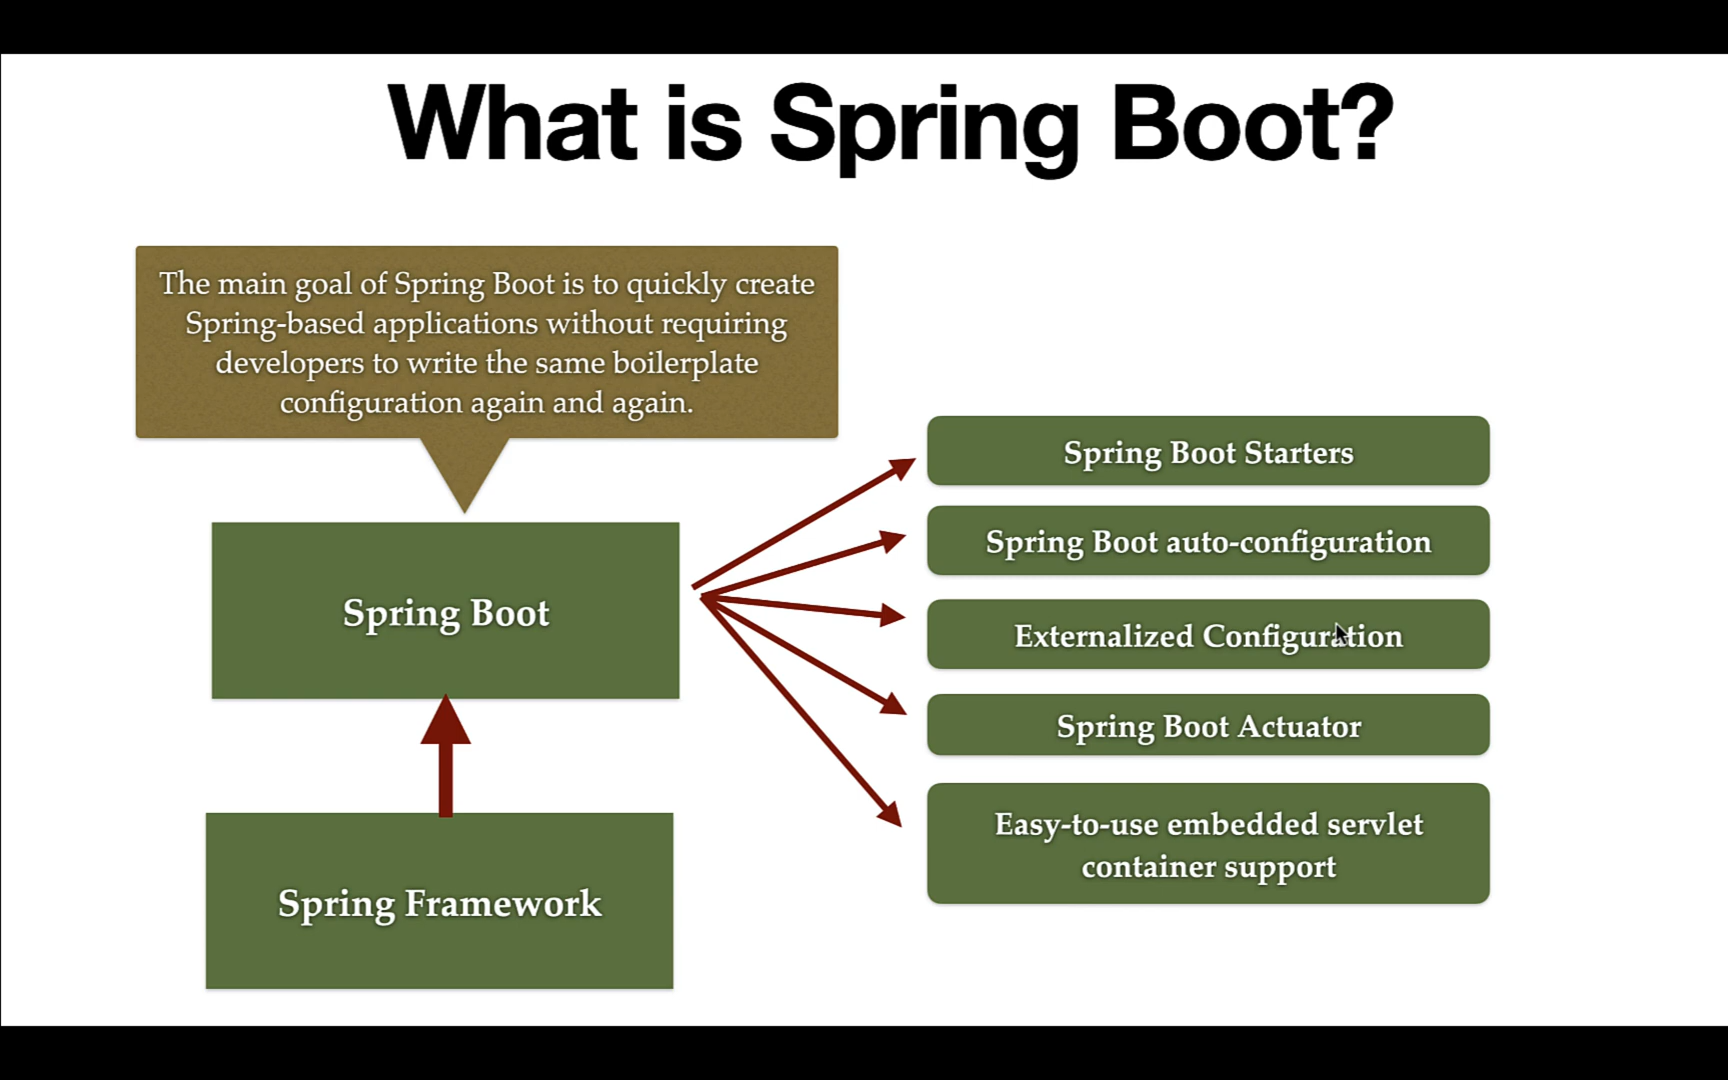 What is Spring Boot?
The main goal of Spring Boot is to quickly create
Spring-based applications without requiring
developers to write the same boilerplate
configuration again and again.
Spring Boot
Spring Framework
Spring Boot Starters
Spring Boot auto-configuration
Externalized Configuration
Spring Boot Actuator
Easy-to-use embedded servlet
container support